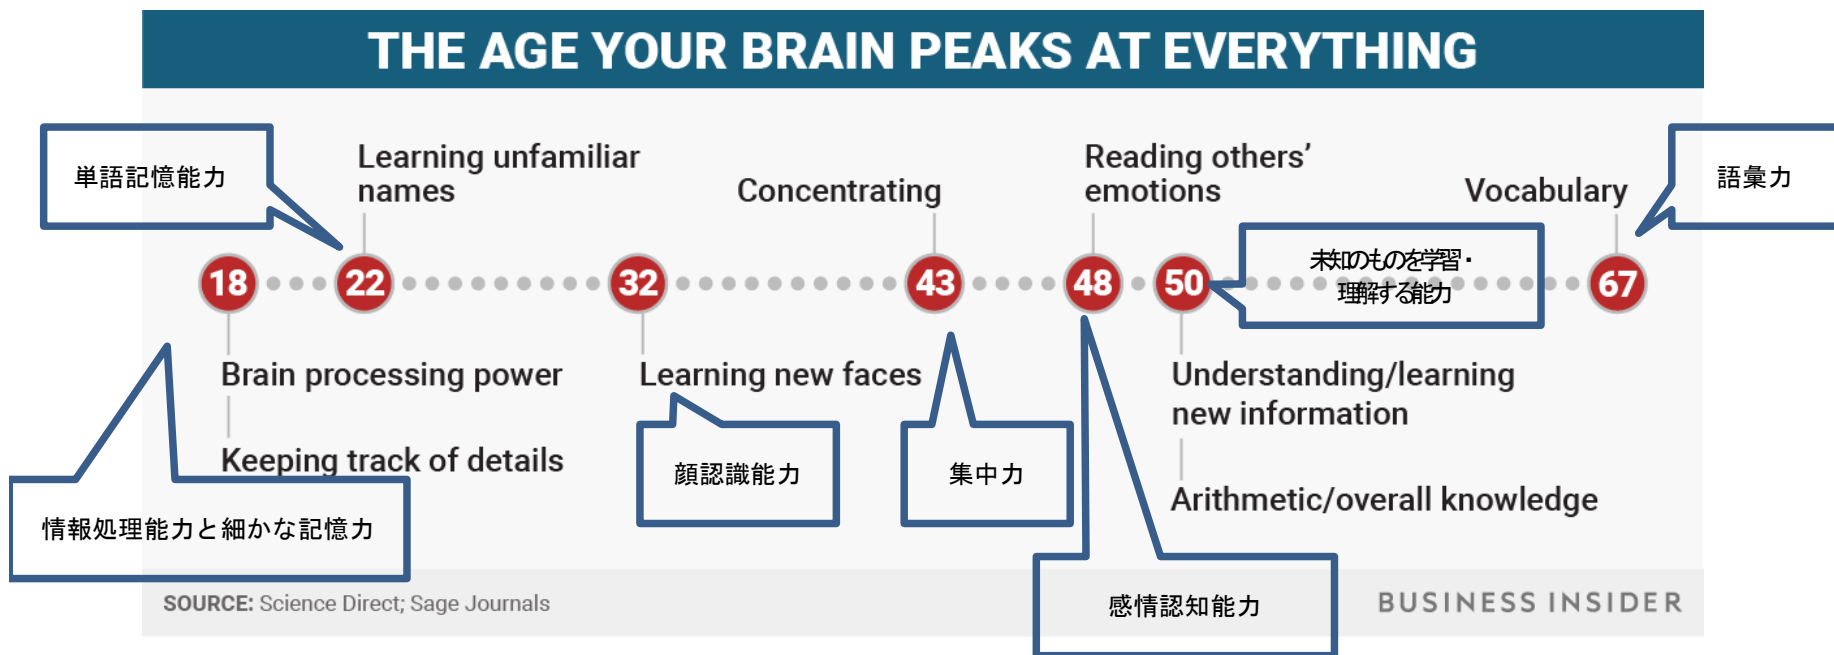 THE AGE YOUR BRAIN PEAKS AT EVERYTHING
単語記憶能力
Learning unfamiliar
names
Concentrating
Reading others’
emotions
Vocabulary
語彙力
18
22
32
43
48
50
未知のものを学習・
理解する能力
67
Brain processing power
Keeping track of details
情報処理能力と細かな記憶力
Learning new faces
顔認識能力
集中力
Understanding/learning
new information
Arithmetic/overall knowledge
感情認知能力
SOURCE: Science Direct; Sage Journals
BUSINESS INSIDER